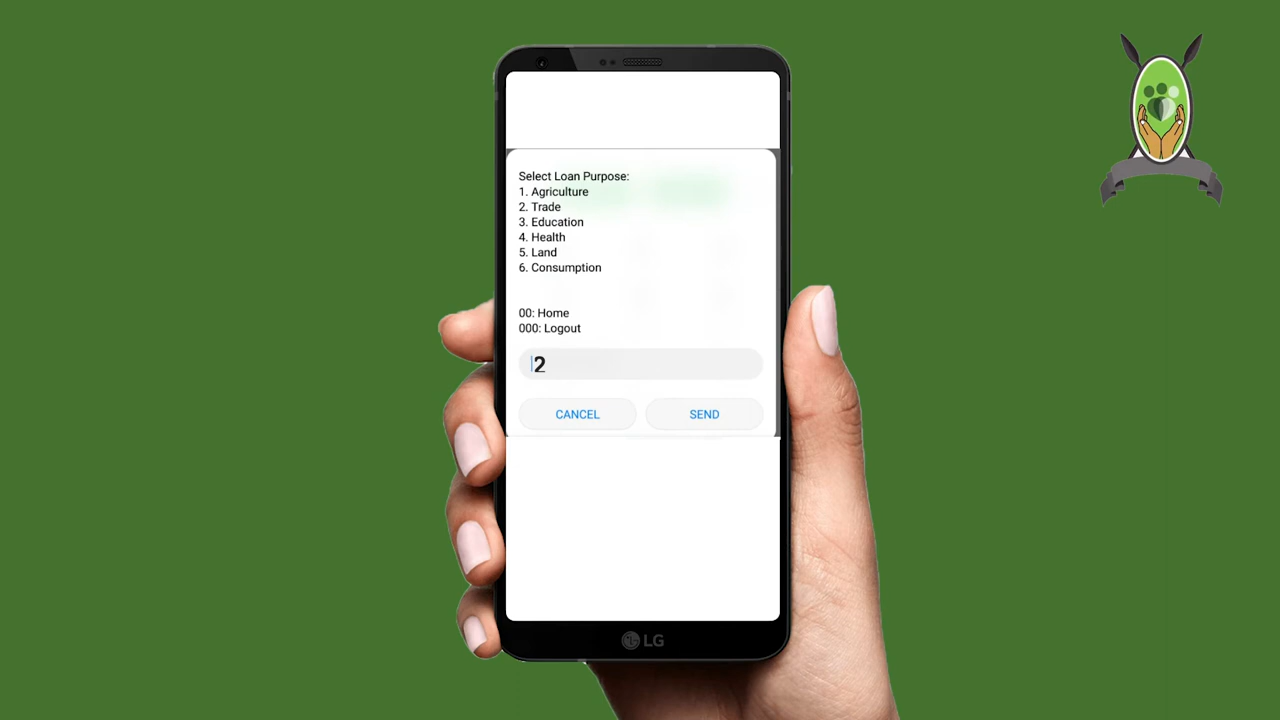 Select Loan Purpose:
1. Agriculture
2. Trade
3. Education
4. Health
5. Land
6. Consumption
00: Home
000: Logout
2
CANCEL
SEND
LG